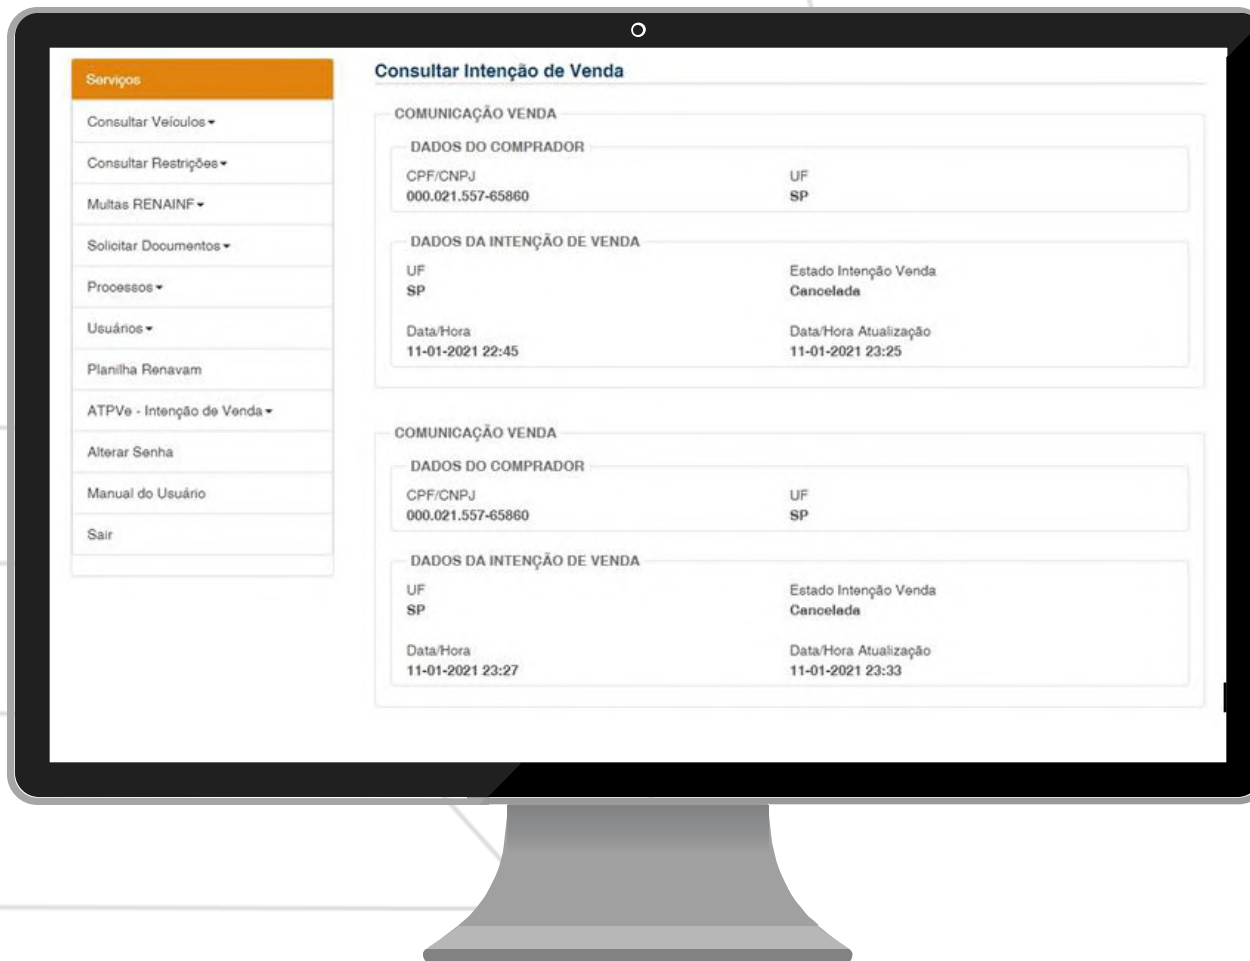 Serviços
Consultar Veículos
Consultar Restrições
Multas RENAINF
Solicitar Documentos
Processos
Usuários
Planilha Renavam
ATPVe - Intenção de Venda
Alterar Senha
Manual do Usuário
Sair
Consultar Intenção de Venda
COMUNICAÇÃO VENDA
DADOS DO COMPRADOR
CPF/CNPJ UF
000.021.557-65860 SP
DADOS DA INTENÇÃO DE VENDA
UF Estado Intenção Venda
SP Cancelada
Data/Hora Data/Hora Atualização
11-01-2021 22:45 11-01-2021 23:25
COMUNICAÇÃO VENDA
DADOS DO COMPRADOR
CPF/CNPJ UF
000.021.557-65860 SP
DADOS DA INTENÇÃO DE VENDA
UF Estado Intenção Venda
SP Cancelada
Data/Hora Data/Hora Atualização
11-01-2021 23:27 11-01-2021 23:33